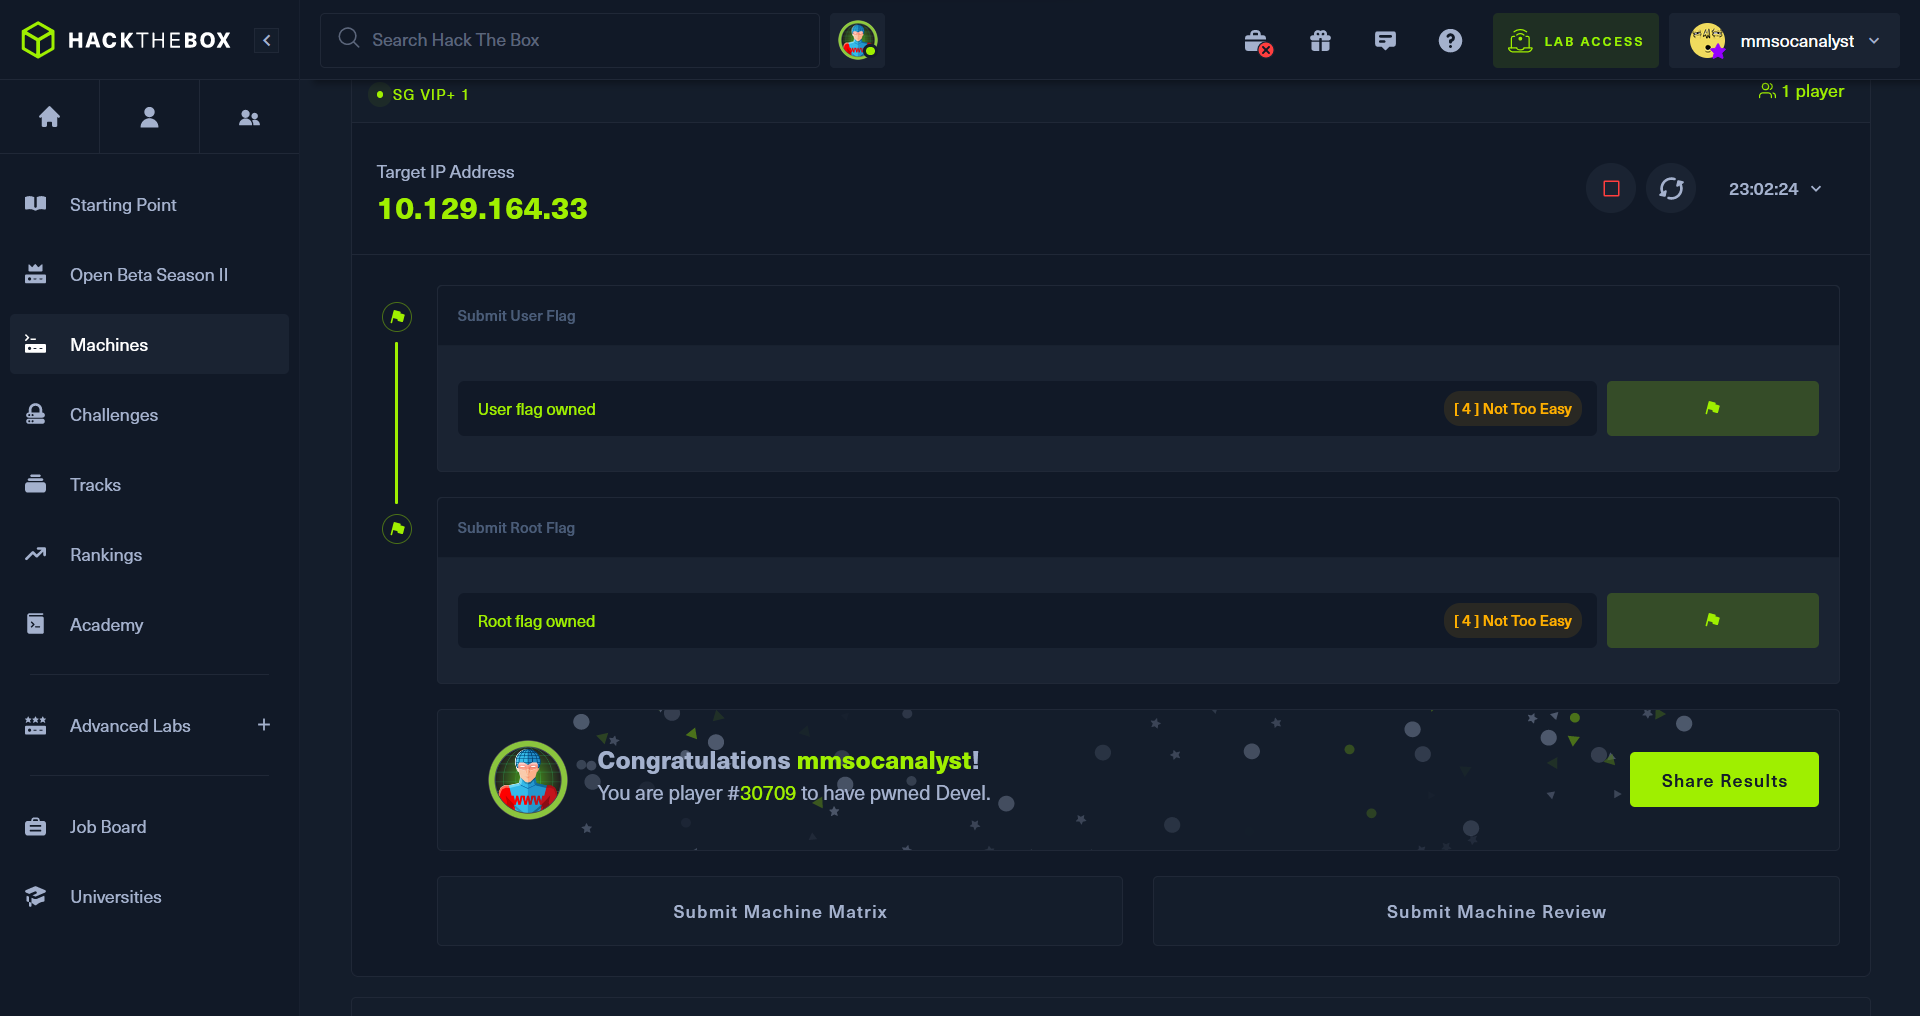 HACKTHEBOX
Search Hack The Box
LAB ACCESS
mmsocanalyst
SG VIP+ 1
1 player
Starting Point
Open Beta Season II
Machines
Challenges
Tracks
Rankings
Academy
Advanced Labs
Job Board
Universities
Target IP Address
10.129.164.33
23:02:24
Submit User Flag
User flag owned
[ 4 ] Not Too Easy
Submit Root Flag
Root flag owned
[ 4 ] Not Too Easy
WWW
Congratulations mmsocanalyst!
You are player #30709 to have pwned Devel.
Share Results
Submit Machine Matrix
Submit Machine Review